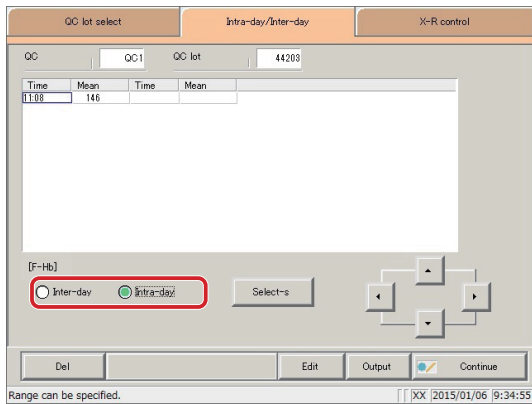 QC lot select Intra-day/Inter-day X-R control
QC QC1 QC lot 44203
Time Mean Time Mean
11:08 146
[F-Hb]
Inter-day Intra-day Select-s
Del Edit Output Continue
Range can be specified. XX 2015/01/06 9:34:55